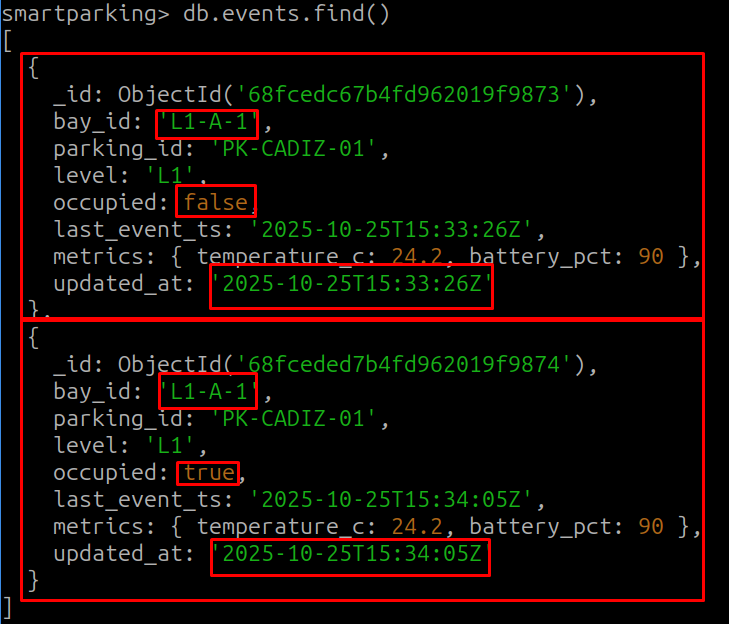 smartparking> db.events.find()
[
{
_id: ObjectId('68fcedc67b4fd962019f9873'),
bay_id: 'L1-A-1',
parking_id: 'PK-CADIZ-01',
level: 'L1',
occupied: false,
last_event_ts: '2025-10-25T15:33:26Z',
metrics: { temperature_c: 24.2, battery_pct: 90 },
updated_at: '2025-10-25T15:33:26Z'
},
{
_id: ObjectId('68fceded7b4fd962019f9874'),
bay_id: 'L1-A-1',
parking_id: 'PK-CADIZ-01',
level: 'L1',
occupied: true,
last_event_ts: '2025-10-25T15:34:05Z',
metrics: { temperature_c: 24.2, battery_pct: 90 },
updated_at: '2025-10-25T15:34:05Z'
}
]